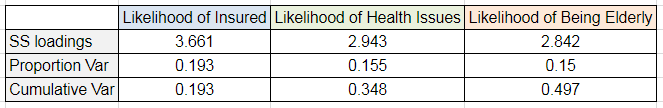 Likelihood of Insured Likelihood of Health Issues Likelihood of Being Elderly
SS loadings 3.661 2.943 2.842
Proportion Var 0.193 0.155 0.15
Cumulative Var 0.193 0.348 0.497